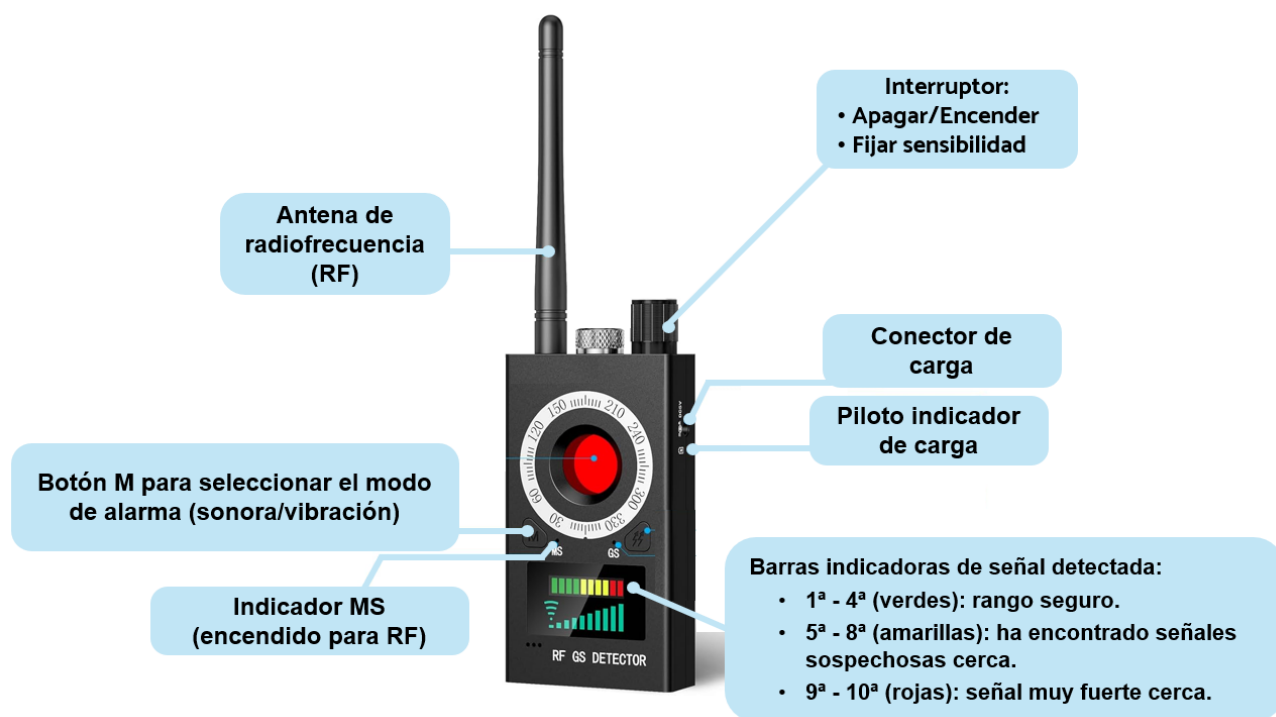 Interruptor:
• Apagar/Encender
• Fijar sensibilidad
Antena de
radiofrecuencia
(RF)
Conector de
carga
Piloto indicador
de carga
150
210
120
240
60
300
30
330
Botón M para seleccionar el modo
de alarma (sonora/vibración)
M
MS
GS
Indicador MS
(encendido para RF)
Barras indicadoras de señal detectada:
• 1ª - 4ª (verdes): rango seguro.
• 5ª - 8ª (amarillas): ha encontrado señales
sospechosas cerca.
• 9ª - 10ª (rojas): señal muy fuerte cerca.
RF GS DETECTOR